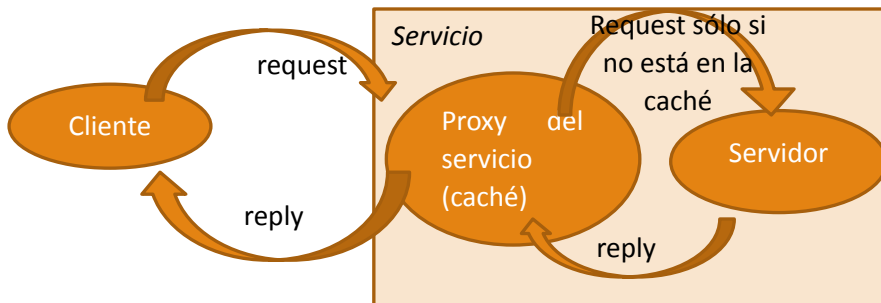 Servicio
Request sólo si
no está en la
caché
request
Cliente
Proxy del
servicio
(caché)
Servidor
reply
reply